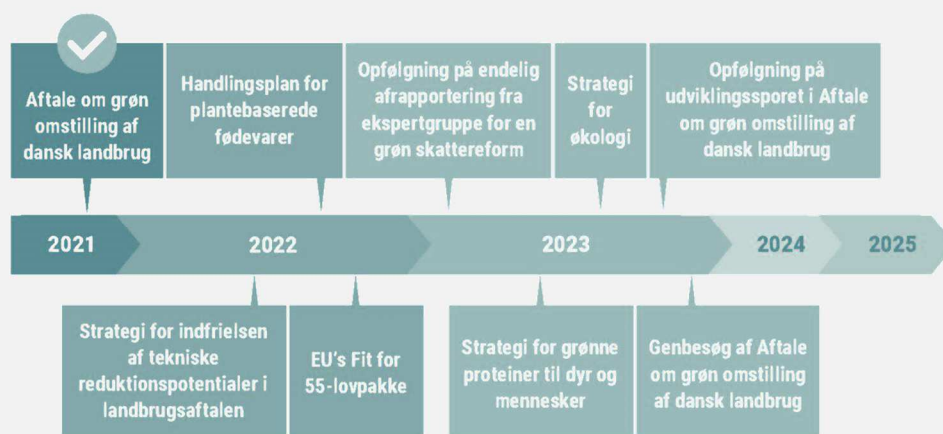 Aftale om grøn
omstilling af
dansk landbrug
Handlingsplan for
plantebaserede
fødevarer
Opfølgning på endelig
afrapportering fra
ekspertgruppe for en
grøn skattereform
Strategi
for
økologi
Opfølgning på
udviklingssporet i Aftale
om grøn omstilling af
dansk landbrug
2021
2022
2023
2024
2025
Strategi for indfrielsen
af tekniske
reduktionspotentialer i
landbrugsaftalen
EU's Fit for
55-lovpakke
Strategi for grønne
proteiner til dyr og
mennesker
Genbesøg af Aftale
om grøn omstilling
af dansk landbrug